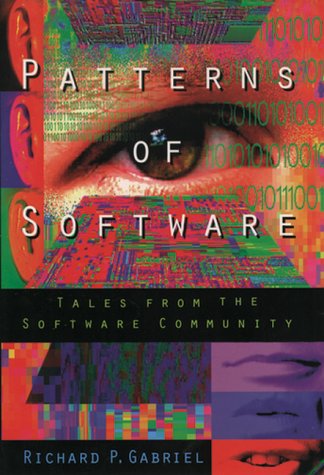 PATTERNS
OF
SOFTWARE
TALES FROM THE
SOFTWARE COMMUNITY
RICHARD P. GABRIEL